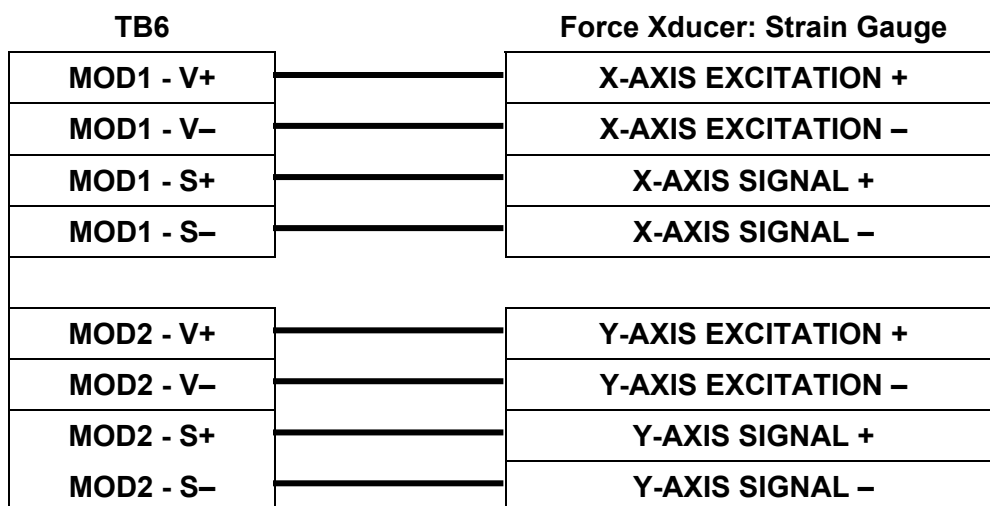 TB6 Force Xducer: Strain Gauge
MOD1 - V+ X-AXIS EXCITATION +
MOD1 - V– X-AXIS EXCITATION –
MOD1 - S+ X-AXIS SIGNAL +
MOD1 - S– X-AXIS SIGNAL –
MOD2 - V+ Y-AXIS EXCITATION +
MOD2 - V– Y-AXIS EXCITATION –
MOD2 - S+ Y-AXIS SIGNAL +
MOD2 - S– Y-AXIS SIGNAL –